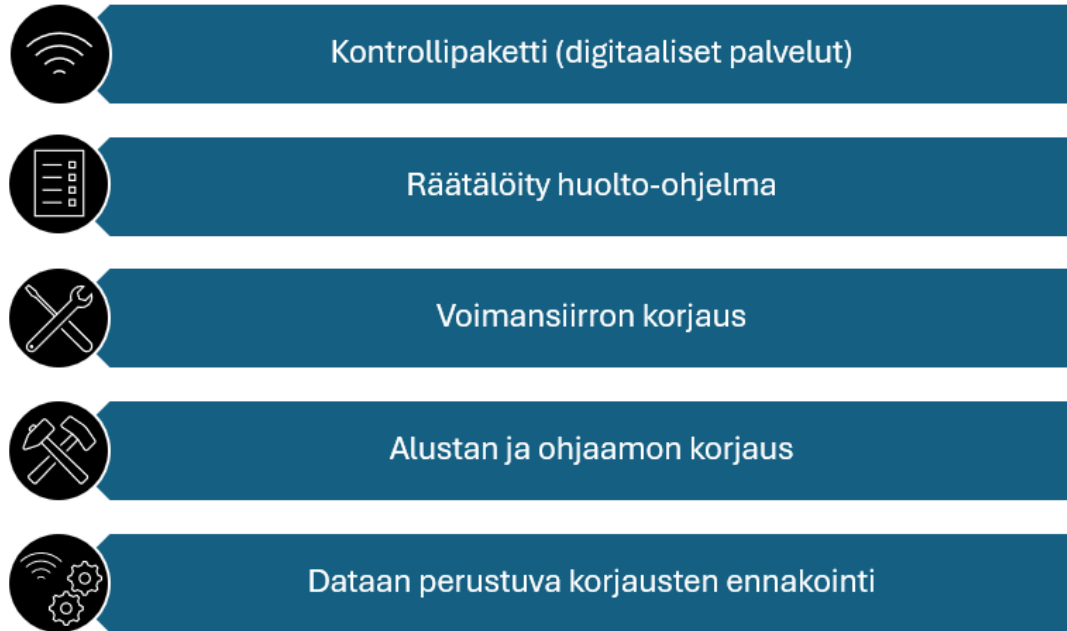 Kontrollipaketti (digitaaliset palvelut)
Räätälöity huolto-ohjelma
Voimansiirron korjaus
Alustan ja ohjaamon korjaus
Dataan perustuva korjausten ennakointi